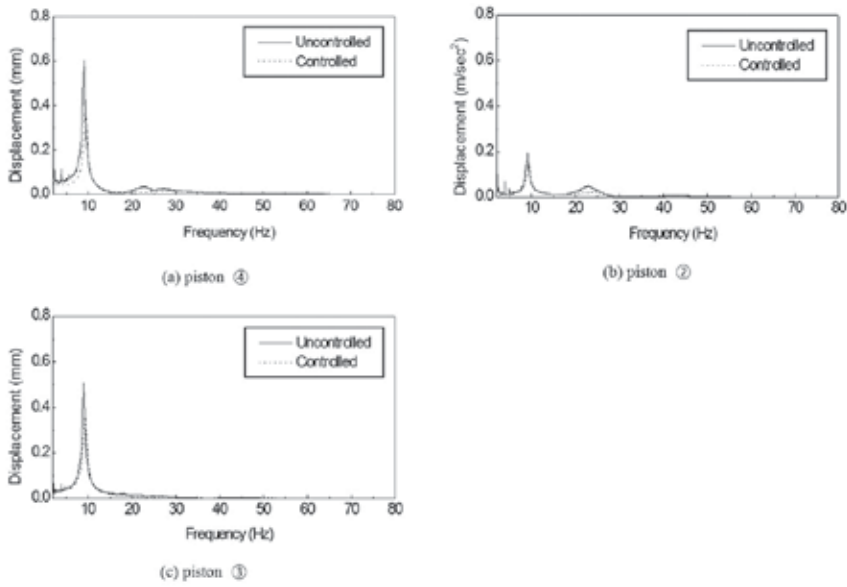 0.8
0.6
0.4
0.2
0.0
Displacement (mm)
Uncontrolled
Controlled
10 20 30 40 50 60 70 80
Frequency (Hz)
(a) piston ④
0.8
0.6
0.4
0.2
0.0
Displacement (m/sec²)
Uncontrolled
Controlled
10 20 30 40 50 60 70 80
Frequency (Hz)
(b) piston ②
0.8
0.6
0.4
0.2
0.0
Displacement (mm)
Uncontrolled
Controlled
10 20 30 40 50 60 70 80
Frequency (Hz)
(c) piston ③